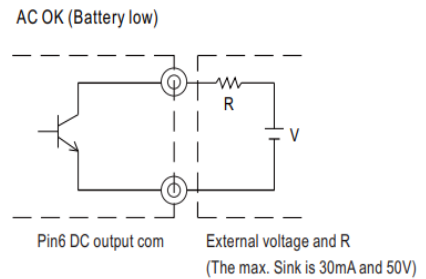 AC OK (Battery low)
R
V
Pin6 DC output com
External voltage and R
(The max. Sink is 30mA and 50V)